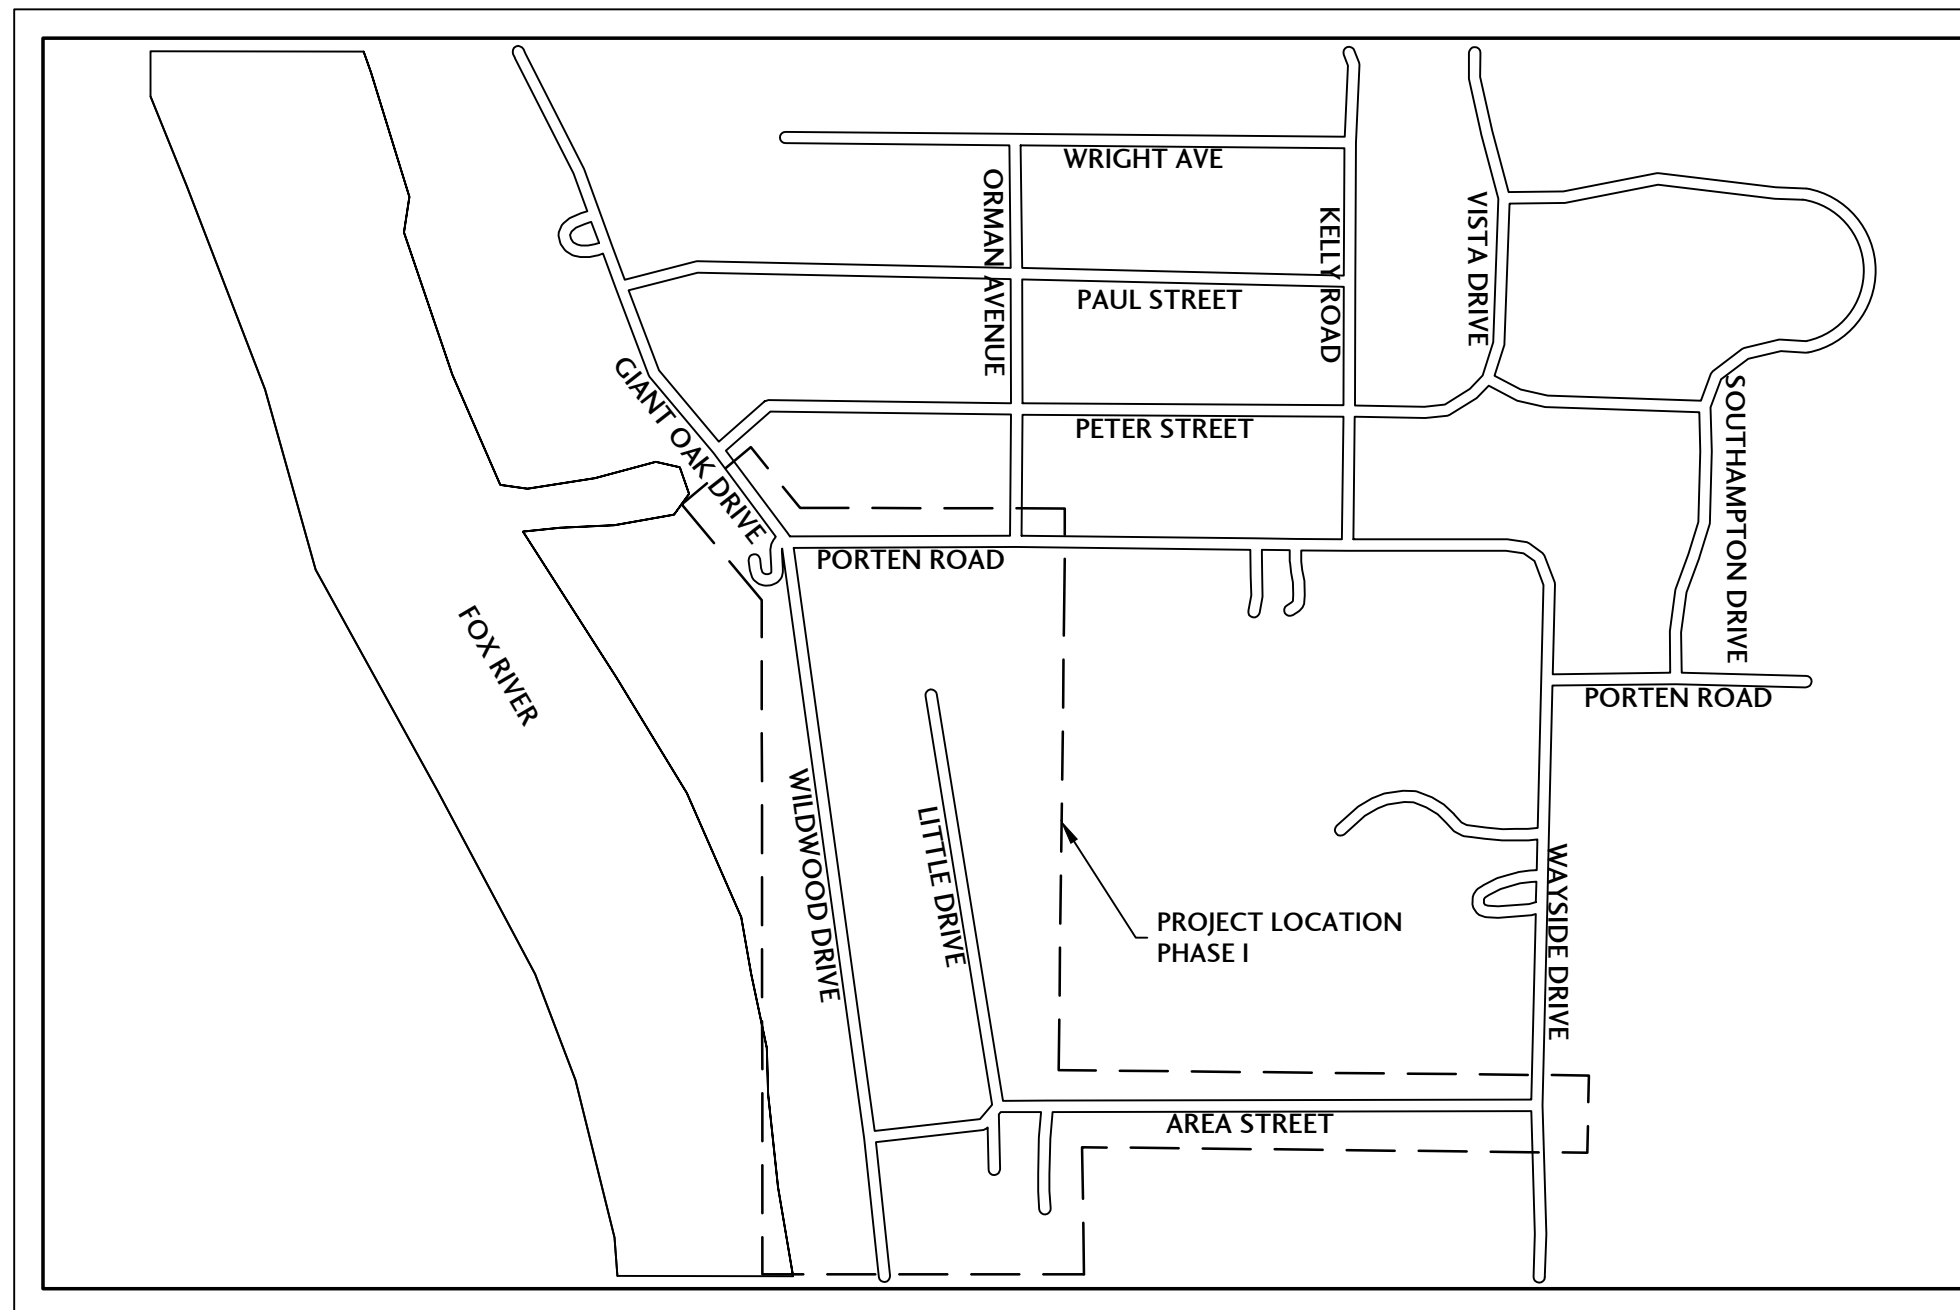 WRIGHT AVE
ORMAN AVENUE
KELLY ROAD
VISTA DRIVE
PAUL STREET
GIANT OAK DRIVE
PETER STREET
SOUTHAMPTON DRIVE
PORTEN ROAD
FOX RIVER
PORTEN ROAD
WILDWOOD DRIVE
LITTLE DRIVE
WAYSIDE DRIVE
PROJECT LOCATION
PHASE I
AREA STREET